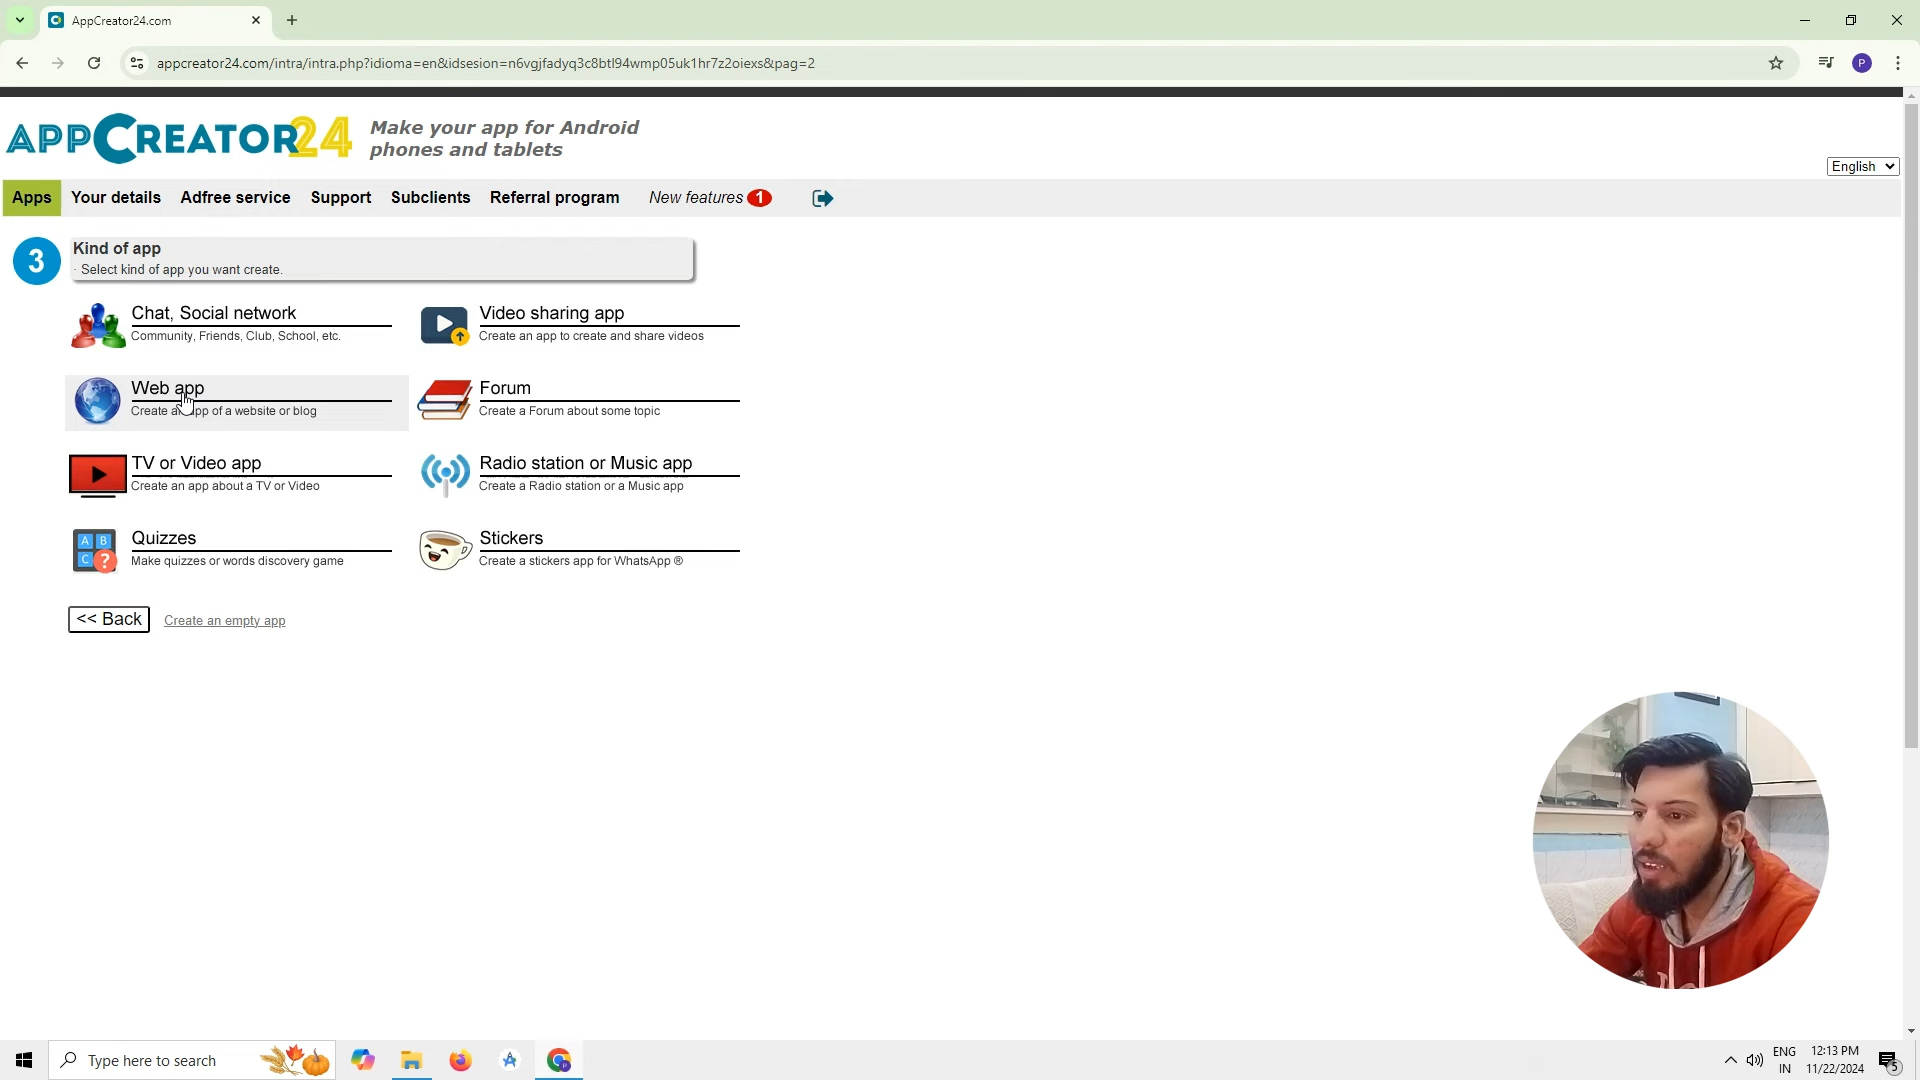 AppCreator24.com
appcreator24.com/intra/intra.php?idioma=en&idsesion=n6vgjfadyq3c8btl94wmp05uk1hr7z2oiexs&pag=2
P
APPCREATOR24
Make your app for Android
phones and tablets
English
Apps Your details Adfree service Support Subclients Referral program New features 1
3
Kind of app
· Select kind of app you want create.
Chat, Social network
Community, Friends, Club, School, etc.
Video sharing app
Create an app to create and share videos
Web app
Create an app of a website or blog
Forum
Create a Forum about some topic
TV or Video app
Create an app about a TV or Video
Radio station or Music app
Create a Radio station or a Music app
Quizzes
Make quizzes or words discovery game
Stickers
Create a stickers app for WhatsApp ®
<< Back Create an empty app
Type here to search
ENG
IN
12:13 PM
11/22/2024
5